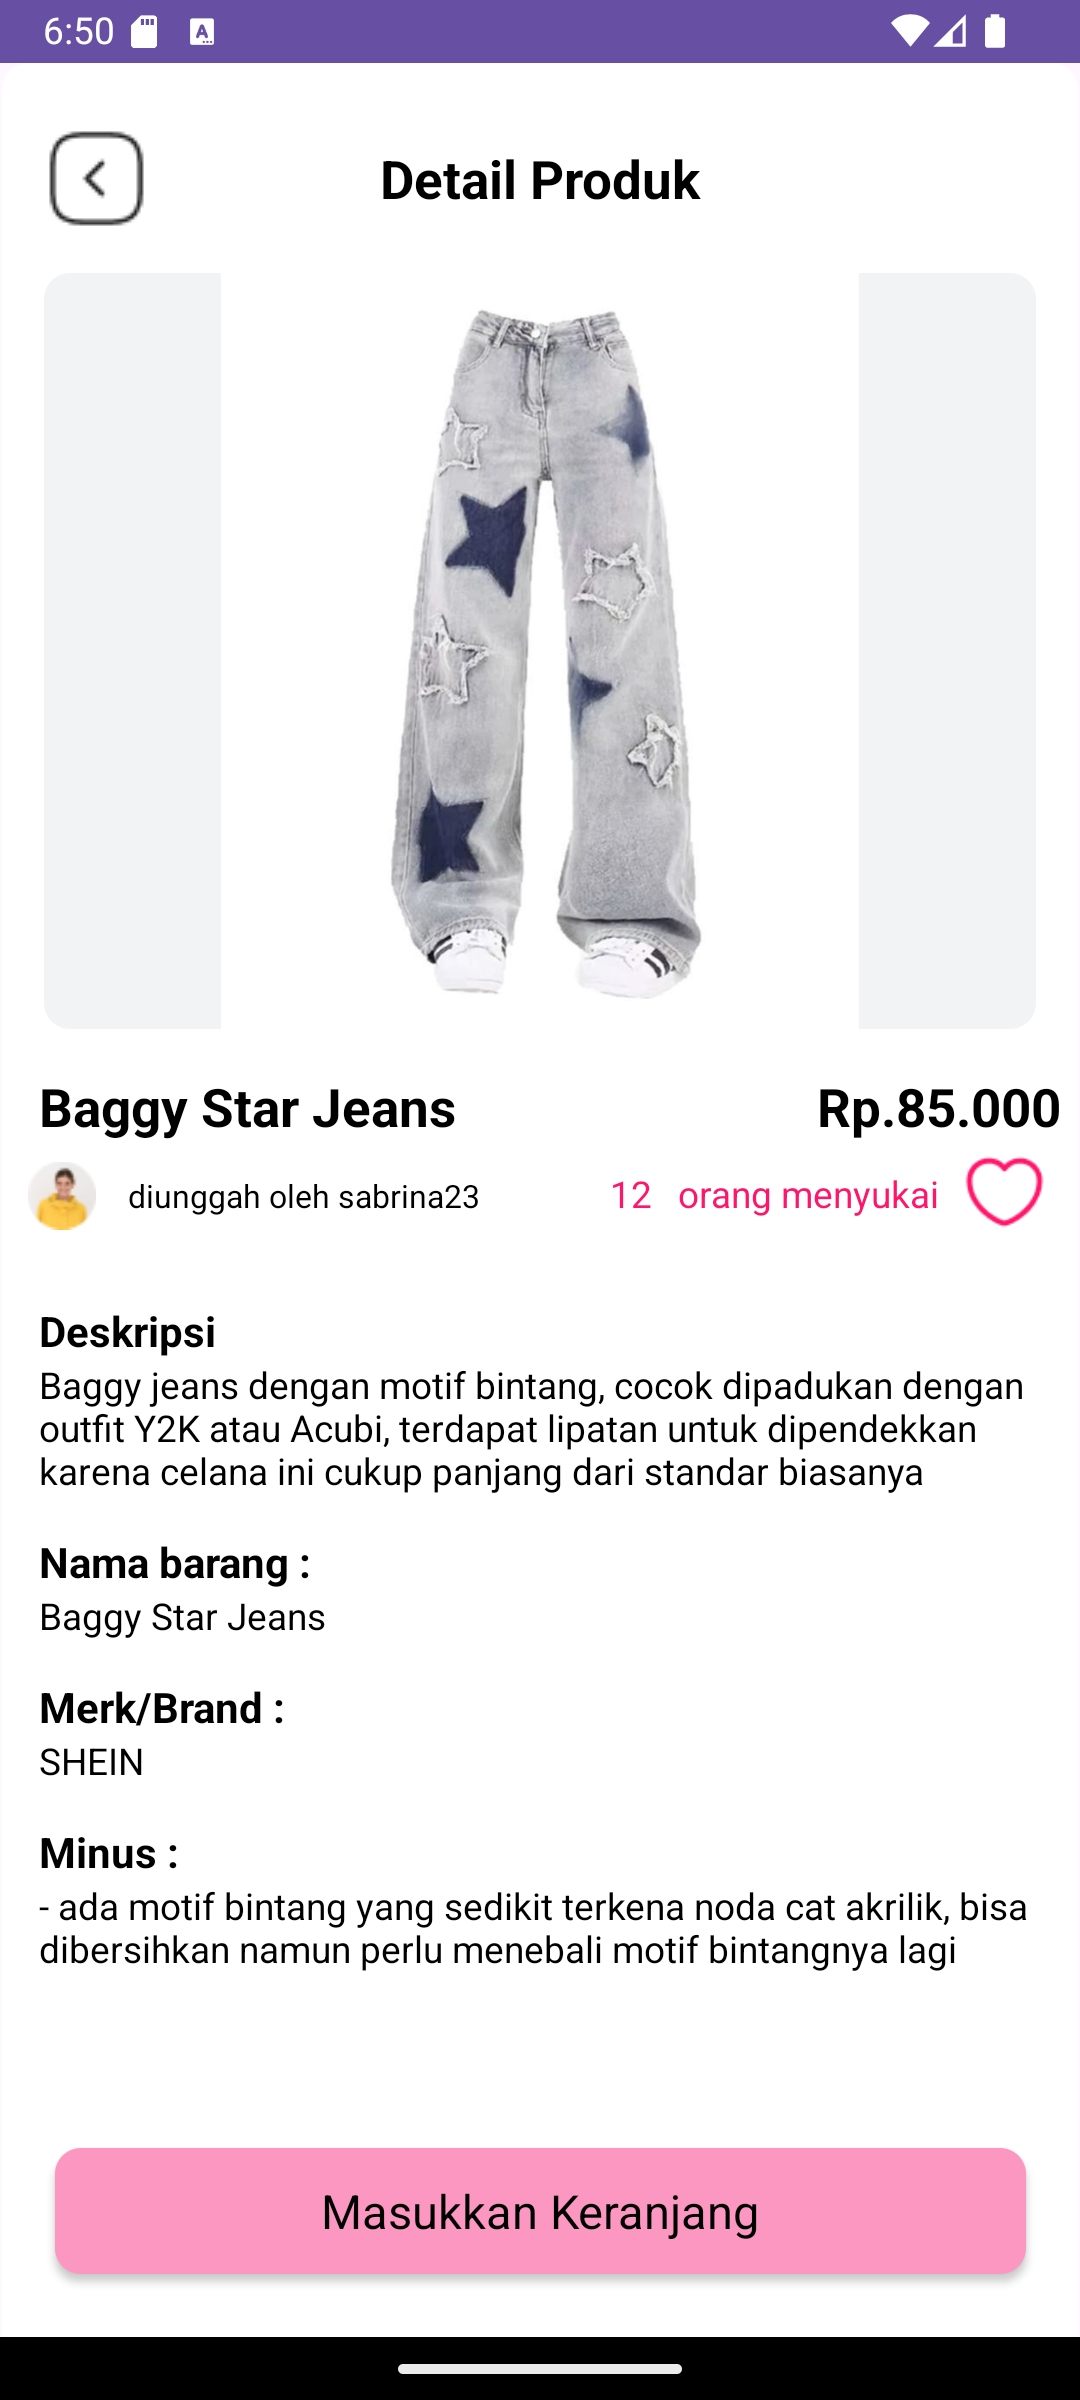 6:50
A
Detail Produk
Baggy Star Jeans
Rp.85.000
diunggah oleh sabrina23
12 orang menyukai
Deskripsi
Baggy jeans dengan motif bintang, cocok dipadukan dengan
outfit Y2K atau Acubi, terdapat lipatan untuk dipendekkan
karena celana ini cukup panjang dari standar biasanya
Nama barang :
Baggy Star Jeans
Merk/Brand :
SHEIN
Minus :
- ada motif bintang yang sedikit terkena noda cat akrilik, bisa
dibersihkan namun perlu menebali motif bintangnya lagi
Masukkan Keranjang